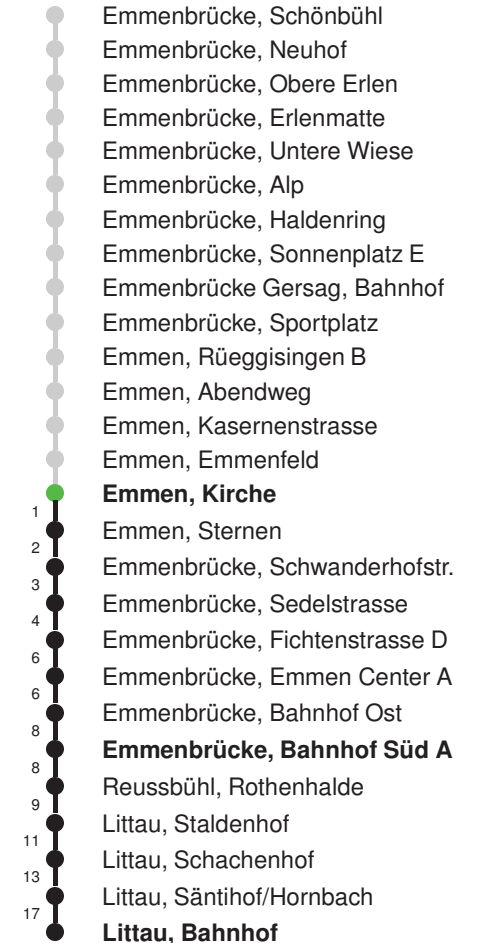 Emmenbrücke, Schönbühl
Emmenbrücke, Neuhof
Emmenbrücke, Obere Erlen
Emmenbrücke, Erlenmatte
Emmenbrücke, Untere Wiese
Emmenbrücke, Alp
Emmenbrücke, Haldenring
Emmenbrücke, Sonnenplatz E
Emmenbrücke Gersag, Bahnhof
Emmenbrücke, Sportplatz
Emmen, Rüeggisingen B
Emmen, Abendweg
Emmen, Kasernenstrasse
Emmen, Emmenfeld
Emmen, Kirche
1 Emmen, Sternen
2 Emmenbrücke, Schwanderhofstr.
3 Emmenbrücke, Sedelstrasse
4 Emmenbrücke, Fichtenstrasse D
6 Emmenbrücke, Emmen Center A
6 Emmenbrücke, Bahnhof Ost
8 Emmenbrücke, Bahnhof Süd A
8 Reussbühl, Rothenhalde
9 Littau, Staldenhof
11 Littau, Schachenhof
13 Littau, Säntihof/Hornbach
17 Littau, Bahnhof